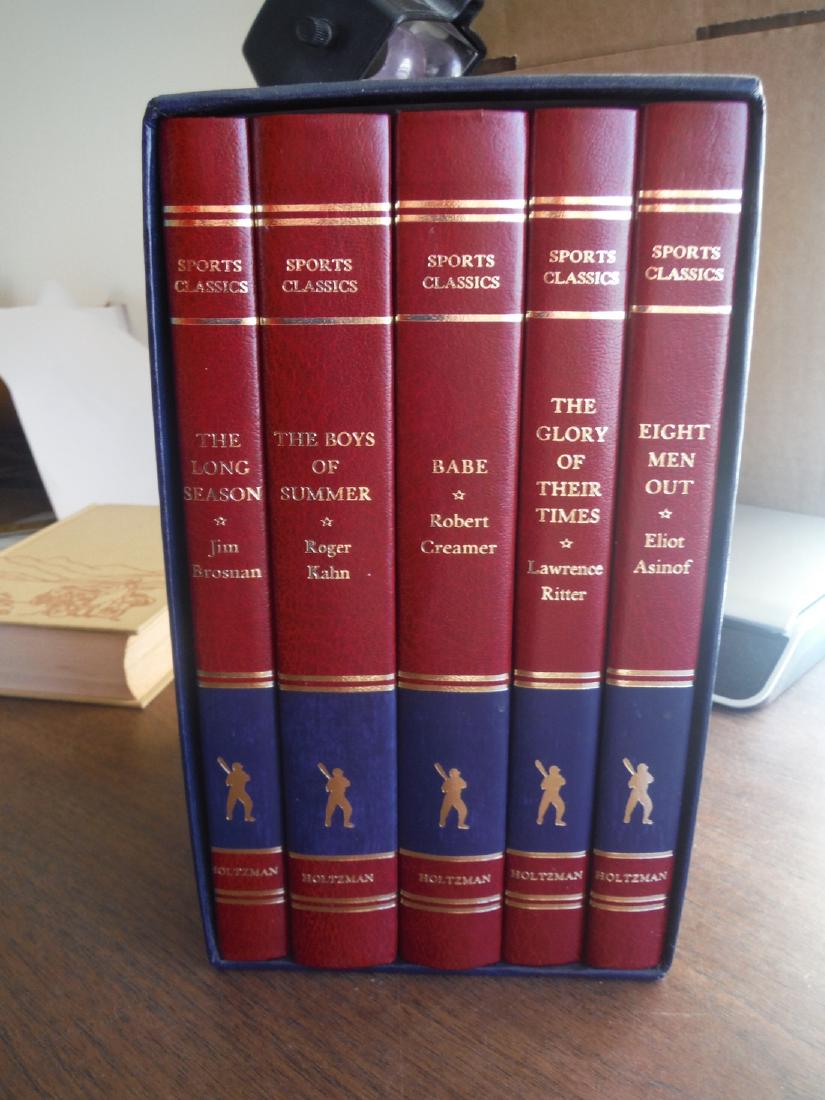 SPORTS
CLASSICS
THE
LONG
SEASON
Jim
Brosnan
HOLTZMAN
SPORTS
CLASSICS
THE BOYS
OF
SUMMER
Roger
Kahn
HOLTZMAN
SPORTS
CLASSICS
BABE
Robert
Creamer
HOLTZMAN
SPORTS
CLASSICS
THE
GLORY
OF
THEIR
TIMES
Lawrence
Ritter
HOLTZMAN
SPORTS
CLASSICS
EIGHT
MEN
OUT
Eliot
Asinof
HOLTZMAN